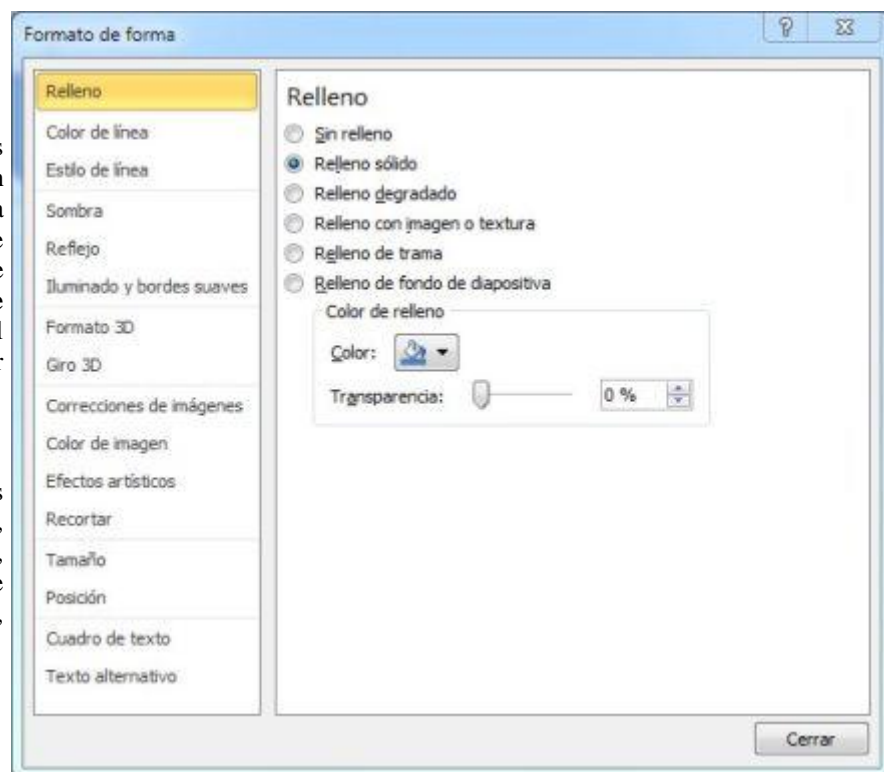 Formato de forma
Relleno
Color de línea
Estilo de línea
Sombra
Reflejo
Iluminado y bordes suaves
Formato 3D
Giro 3D
Correcciones de imágenes
Color de imagen
Efectos artísticos
Recortar
Tamaño
Posición
Cuadro de texto
Texto alternativo
Relleno
Sin relleno
Relleno sólido
Relleno degradado
Relleno con imagen o textura
Relleno de trama
Relleno de fondo de diapositiva
Color de relleno
Color:
Transparencia: 0 %
Cerrar